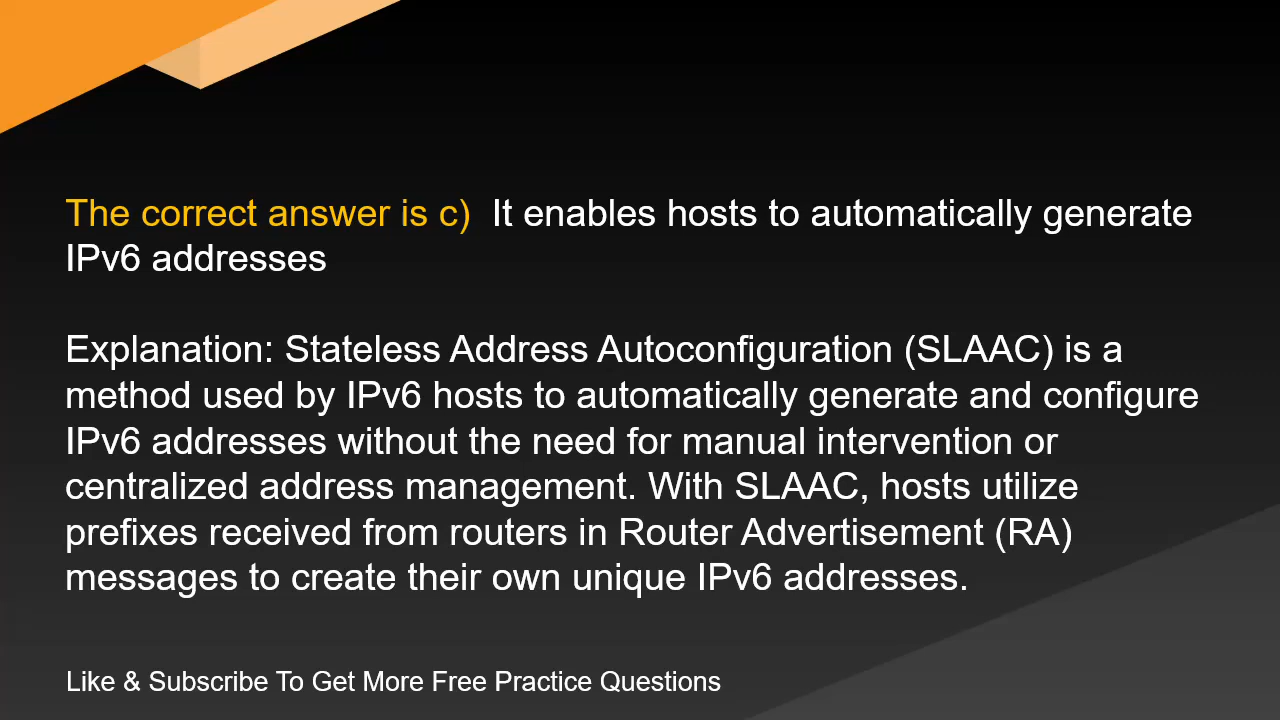 The correct answer is c)  It enables hosts to automatically generate
IPv6 addresses
Explanation: Stateless Address Autoconfiguration (SLAAC) is a
method used by IPv6 hosts to automatically generate and configure
IPv6 addresses without the need for manual intervention or
centralized address management. With SLAAC, hosts utilize
prefixes received from routers in Router Advertisement (RA)
messages to create their own unique IPv6 addresses.
Like & Subscribe To Get More Free Practice Questions